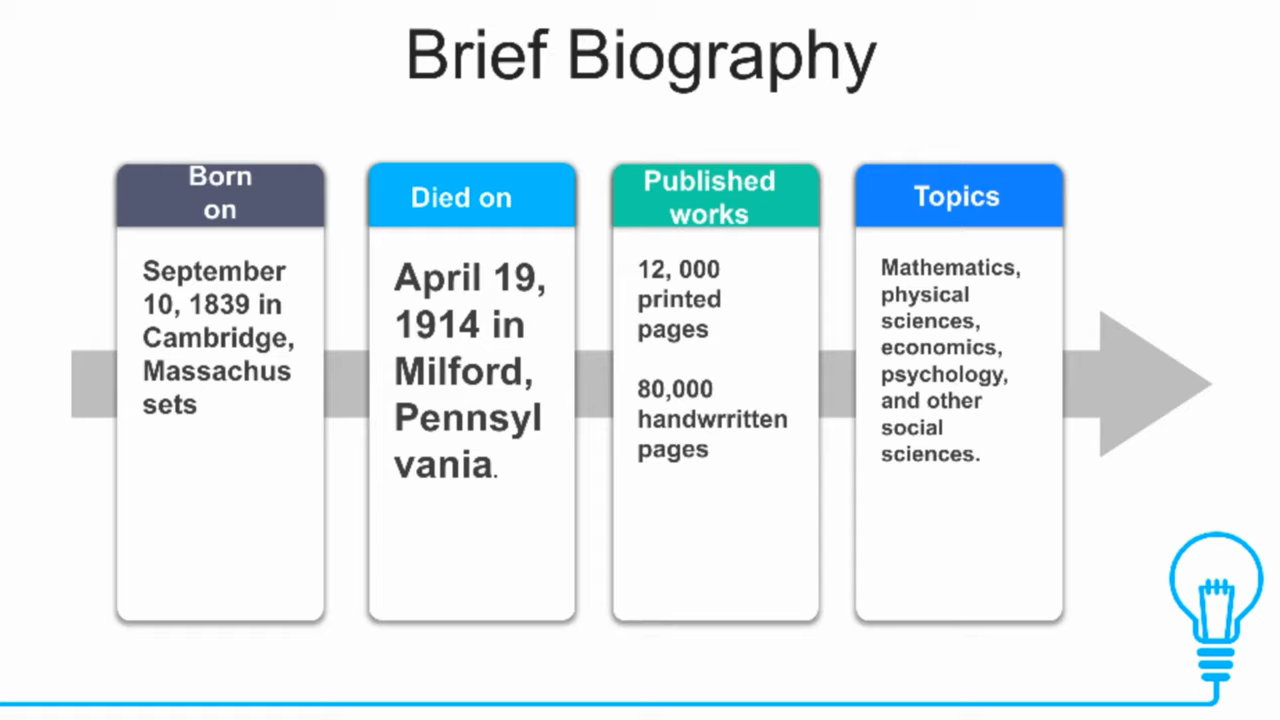 Brief Biography
Born
on
September
10, 1839 in
Cambridge,
Massachus
sets
Died on
April 19,
1914 in
Milford,
Pennsyl
vania.
Published
works
12, 000
printed
pages
80,000
handwrritten
pages
Topics
Mathematics,
physical
sciences,
economics,
psychology,
and other
social
sciences.